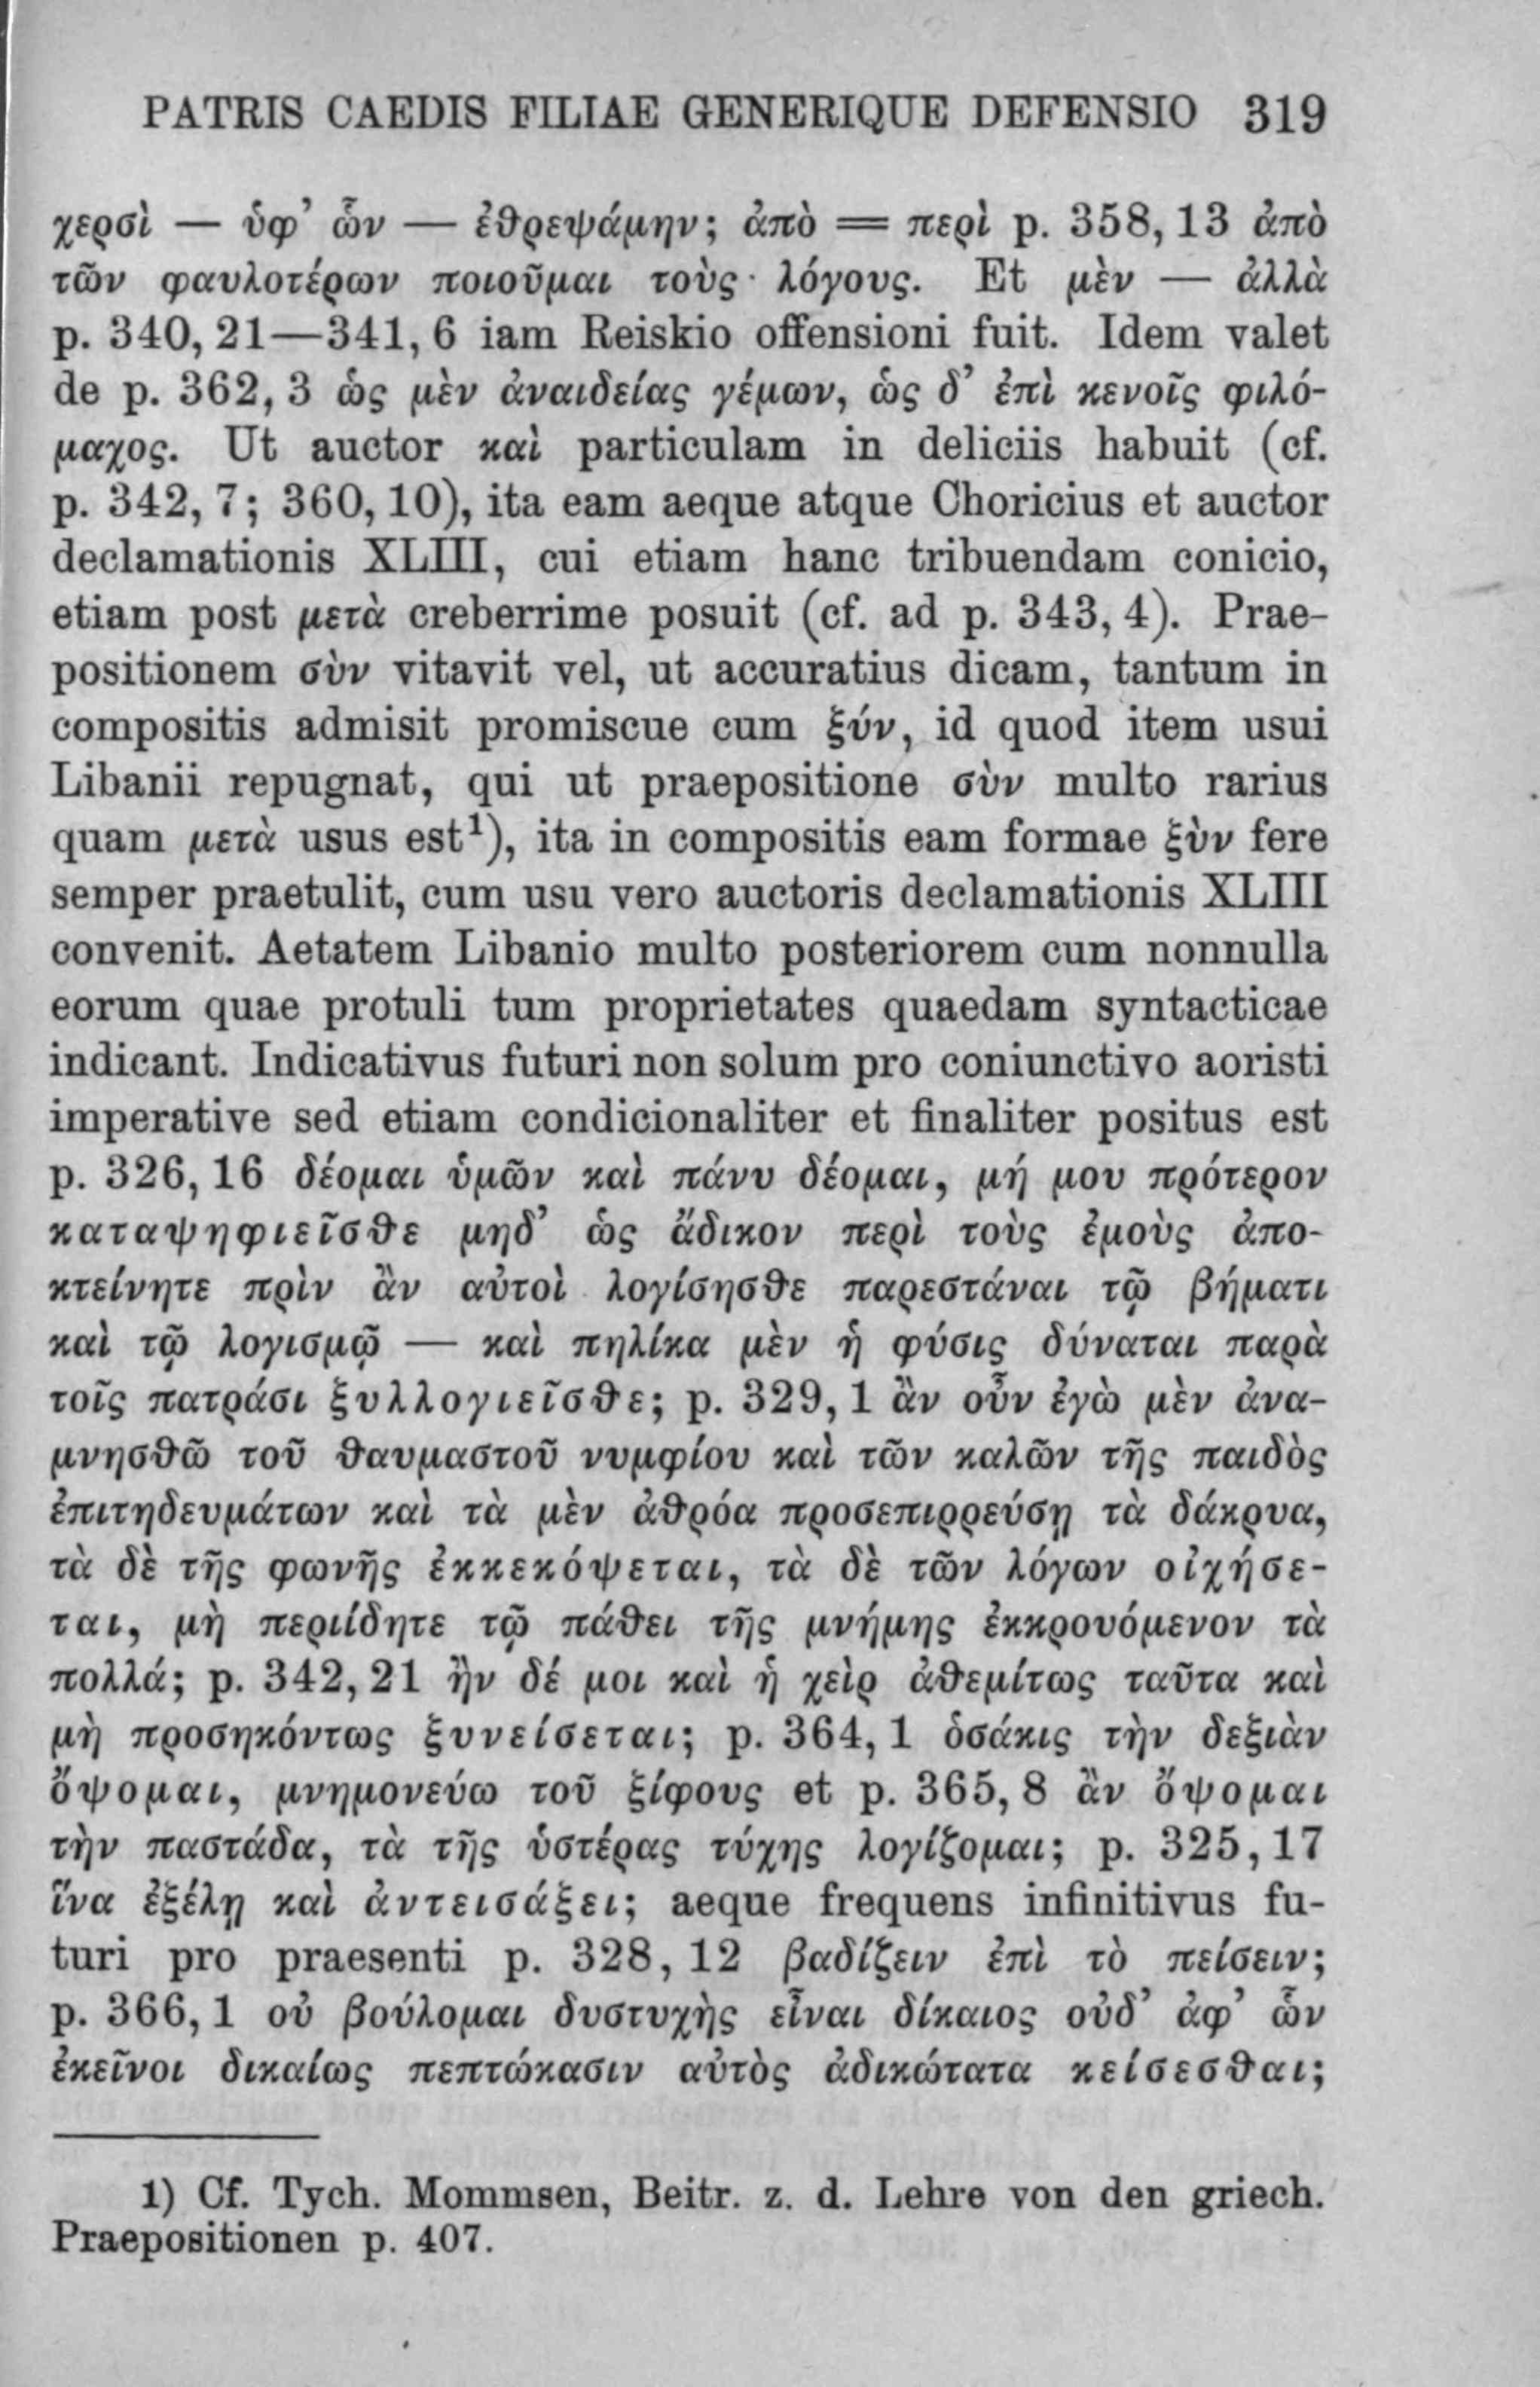 PATRIS CAEDIS FILIAE GENERIQUE DEFENSIO 319
χερσὶ — ὑφ’ ὧν — ἐθρεψάμην; ἀπὸ = περὶ p. 358, 13 ἀπὸ
τῶν φαυλοτέρων ποιοῦμαι τοὺς λόγους. Et μὲν — ἀλλὰ
p. 340, 21—341, 6 iam Reiskio offensioni fuit. Idem valet
de p. 362, 3 ὡς μὲν ἀναιδείας γέμων, ὡς δ’ ἐπὶ κενοῖς φιλό-
μαχος. Ut auctor καὶ particulam in deliciis habuit (cf.
p. 342, 7; 360, 10), ita eam aeque atque Choricius et auctor
declamationis XLIII, cui etiam hanc tribuendam conicio,
etiam post μετὰ creberrime posuit (cf. ad p. 343, 4). Prae-
positionem σὺν vitavit vel, ut accuratius dicam, tantum in
compositis admisit promiscue cum ξύν, id quod item usui
Libanii repugnat, qui ut praepositione σὺν multo rarius
quam μετὰ usus est¹), ita in compositis eam formae ξὺν fere
semper praetulit, cum usu vero auctoris declamationis XLIII
convenit. Aetatem Libanio multo posteriorem cum nonnulla
eorum quae protuli tum proprietates quaedam syntacticae
indicant. Indicativus futuri non solum pro coniunctivo aoristi
imperative sed etiam condicionaliter et finaliter positus est
p. 326, 16 δέομαι ὑμῶν καὶ πάνυ δέομαι, μή μου πρότερον
καταψηφιεῖσθε μηδ’ ὡς ἄδικον περὶ τοὺς ἐμοὺς ἀπο-
κτείνητε πρὶν ἂν αὐτοὶ λογίσησθε παρεστάναι τῷ βήματι
καὶ τῷ λογισμῷ — καὶ πηλίκα μὲν ἡ φύσις δύναται παρὰ
τοῖς πατράσι ξυλλογιεῖσθε; p. 329, 1 ἂν οὖν ἐγὼ μὲν ἀνα-
μνησθῶ τοῦ θαυμαστοῦ νυμφίου καὶ τῶν καλῶν τῆς παιδὸς
ἐπιτηδευμάτων καὶ τὰ μὲν ἀθρόα προσεπιρρεύσῃ τὰ δάκρυα,
τὰ δὲ τῆς φωνῆς ἐκκεκόψεται, τὰ δὲ τῶν λόγων οἰχήσε-
ται, μὴ περιίδητε τῷ πάθει τῆς μνήμης ἐκκρουόμενον τὰ
πολλά; p. 342, 21 ἢν δέ μοι καὶ ἡ χεὶρ ἀθεμίτως ταῦτα καὶ
μὴ προσηκόντως ξυνείσεται; p. 364, 1 ὁσάκις τὴν δεξιὰν
ὄψομαι, μνημονεύω τοῦ ξίφους et p. 365, 8 ἂν ὄψομαι
τὴν παστάδα, τὰ τῆς ὑστέρας τύχης λογίζομαι; p. 325, 17
ἵνα ἐξέλῃ καὶ ἀντεισάξει; aeque frequens infinitivus fu-
turi pro praesenti p. 328, 12 βαδίζειν ἐπὶ τὸ πείσειν;
p. 366, 1 οὐ βούλομαι δυστυχὴς εἶναι δίκαιος οὐδ’ ἀφ’ ὧν
ἐκεῖνοι δικαίως πεπτώκασιν αὐτὸς ἀδικώτατα κείσεσθαι;
1) Cf. Tych. Mommsen, Beitr. z. d. Lehre von den griech.
Praepositionen p. 407.